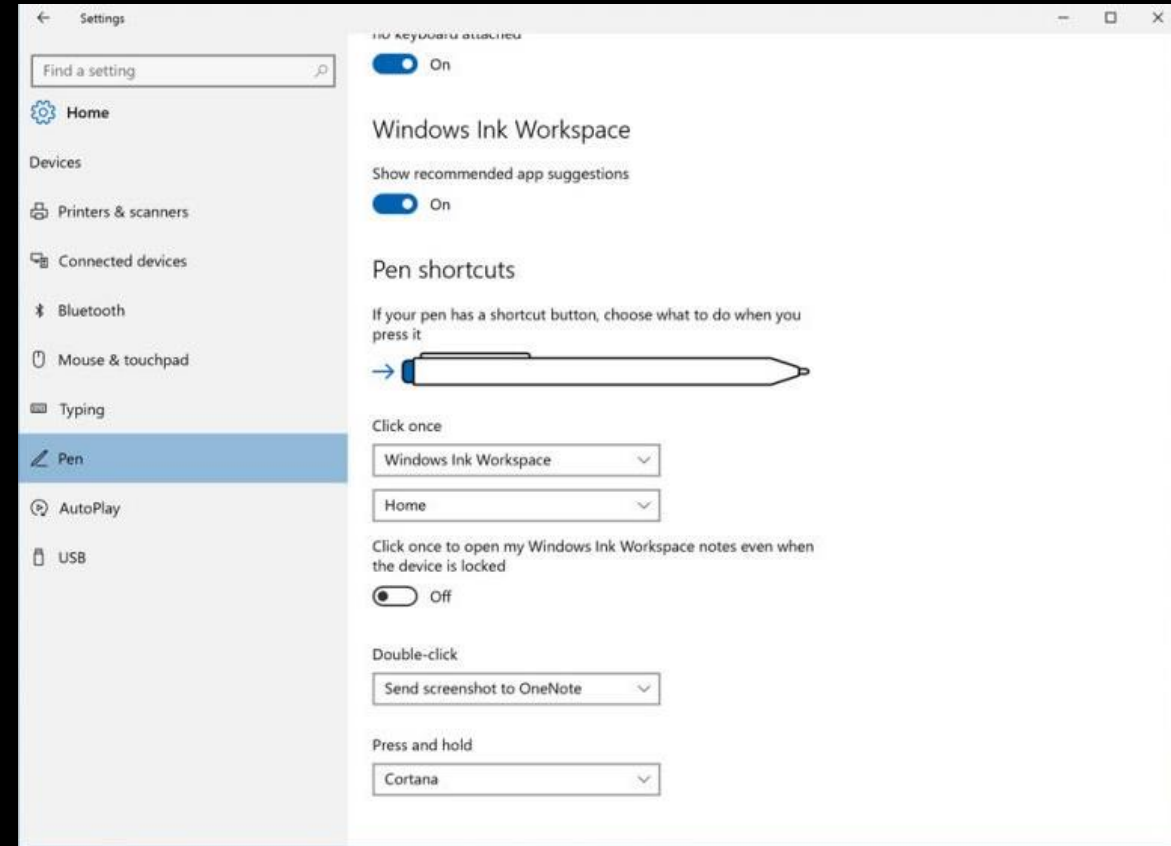 Settings
Find a setting
Home
Devices
Printers & scanners
Connected devices
Bluetooth
Mouse & touchpad
Typing
Pen
AutoPlay
USB
no keyboard attached
On
Windows Ink Workspace
Show recommended app suggestions
On
Pen shortcuts
If your pen has a shortcut button, choose what to do when you
press it
Click once
Windows Ink Workspace
Home
Click once to open my Windows Ink Workspace notes even when
the device is locked
Off
Double-click
Send screenshot to OneNote
Press and hold
Cortana